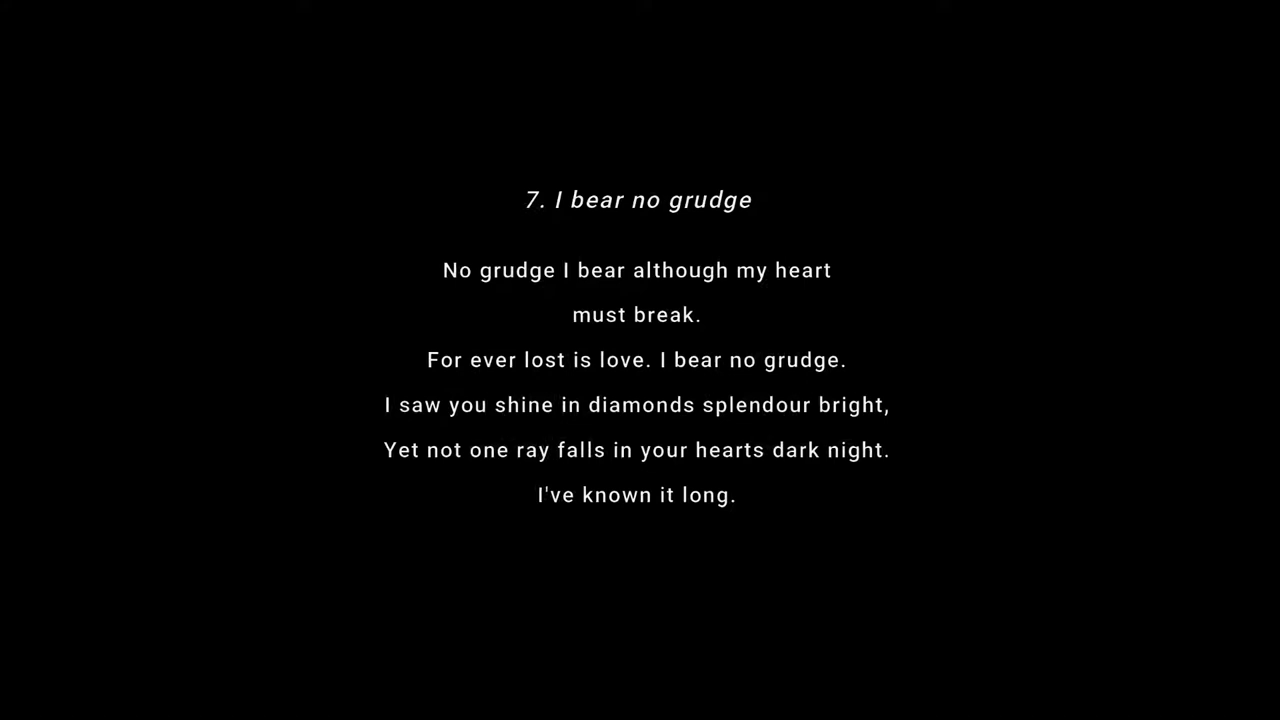 7. I bear no grudge
No grudge I bear although my heart
must break.
For ever lost is love. I bear no grudge.
I saw you shine in diamonds splendour bright,
Yet not one ray falls in your hearts dark night.
I've known it long.